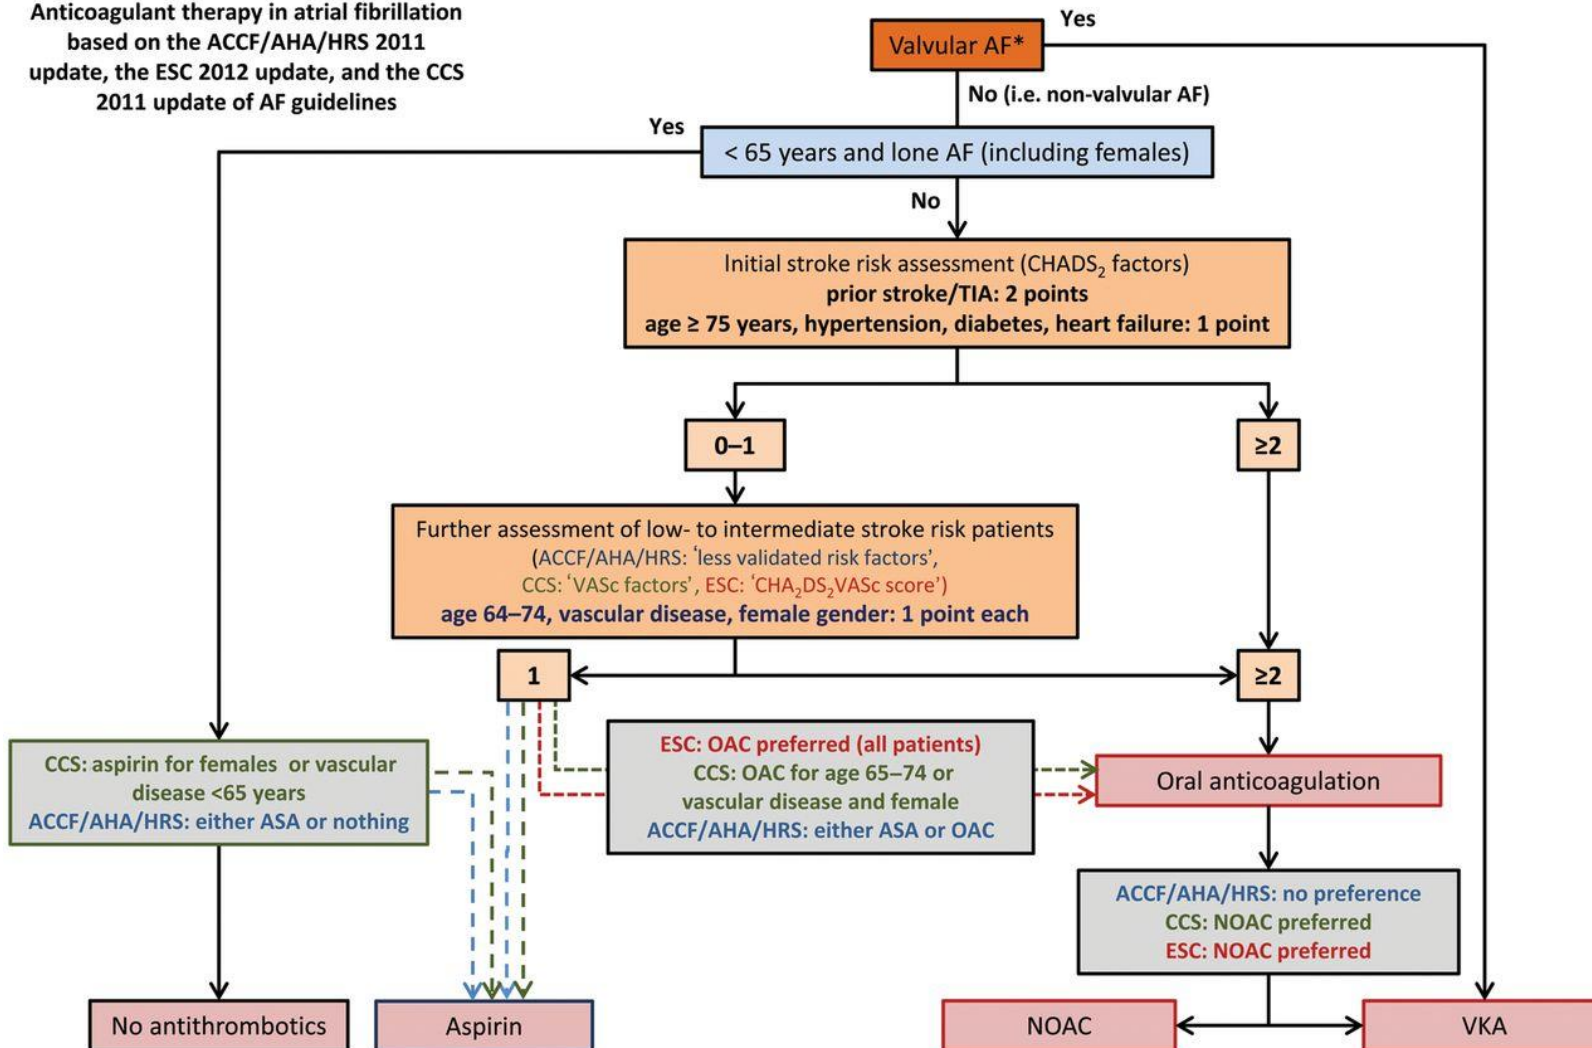 Anticoagulant therapy in atrial fibrillation
based on the ACCF/AHA/HRS 2011
update, the ESC 2012 update, and the CCS
2011 update of AF guidelines
Valvular AF*
Yes
No (i.e. non-valvular AF)
Yes
< 65 years and lone AF (including females)
No
Initial stroke risk assessment (CHADS₂ factors)
prior stroke/TIA: 2 points
age ≥ 75 years, hypertension, diabetes, heart failure: 1 point
0–1
≥2
Further assessment of low- to intermediate stroke risk patients
(ACCF/AHA/HRS: ‘less validated risk factors’,
CCS: ‘VASc factors’, ESC: ‘CHA₂DS₂VASc score’)
age 64–74, vascular disease, female gender: 1 point each
1
≥2
CCS: aspirin for females or vascular
disease <65 years
ACCF/AHA/HRS: either ASA or nothing
ESC: OAC preferred (all patients)
CCS: OAC for age 65–74 or
vascular disease and female
ACCF/AHA/HRS: either ASA or OAC
Oral anticoagulation
ACCF/AHA/HRS: no preference
CCS: NOAC preferred
ESC: NOAC preferred
No antithrombotics
Aspirin
NOAC
VKA